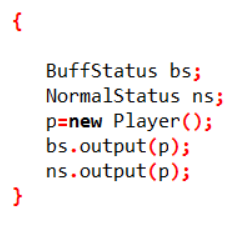 {
BuffStatus bs;
NormalStatus ns;
p=new Player();
bs.output(p);
ns.output(p);
}